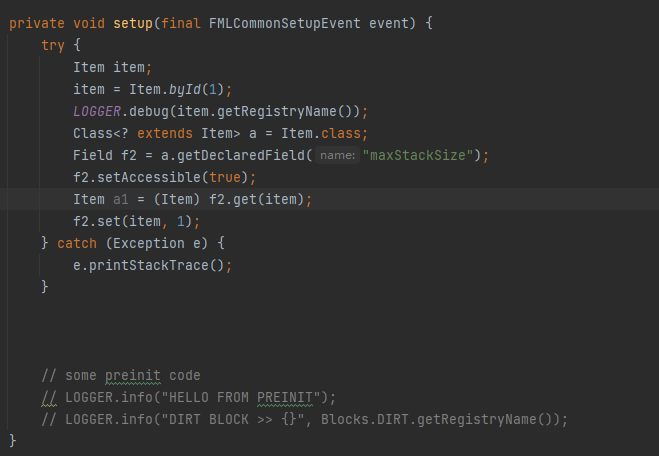 private void setup(final FMLCommonSetupEvent event) {
    try {
        Item item;
        item = Item.byId(1);
        LOGGER.debug(item.getRegistryName());
        Class<? extends Item> a = Item.class;
        Field f2 = a.getDeclaredField( name: "maxStackSize");
        f2.setAccessible(true);
        Item a1 = (Item) f2.get(item);
        f2.set(item, 1);
    } catch (Exception e) {
        e.printStackTrace();
    }
    // some preinit code
    // LOGGER.info("HELLO FROM PREINIT");
    // LOGGER.info("DIRT BLOCK >> {}", Blocks.DIRT.getRegistryName());
}